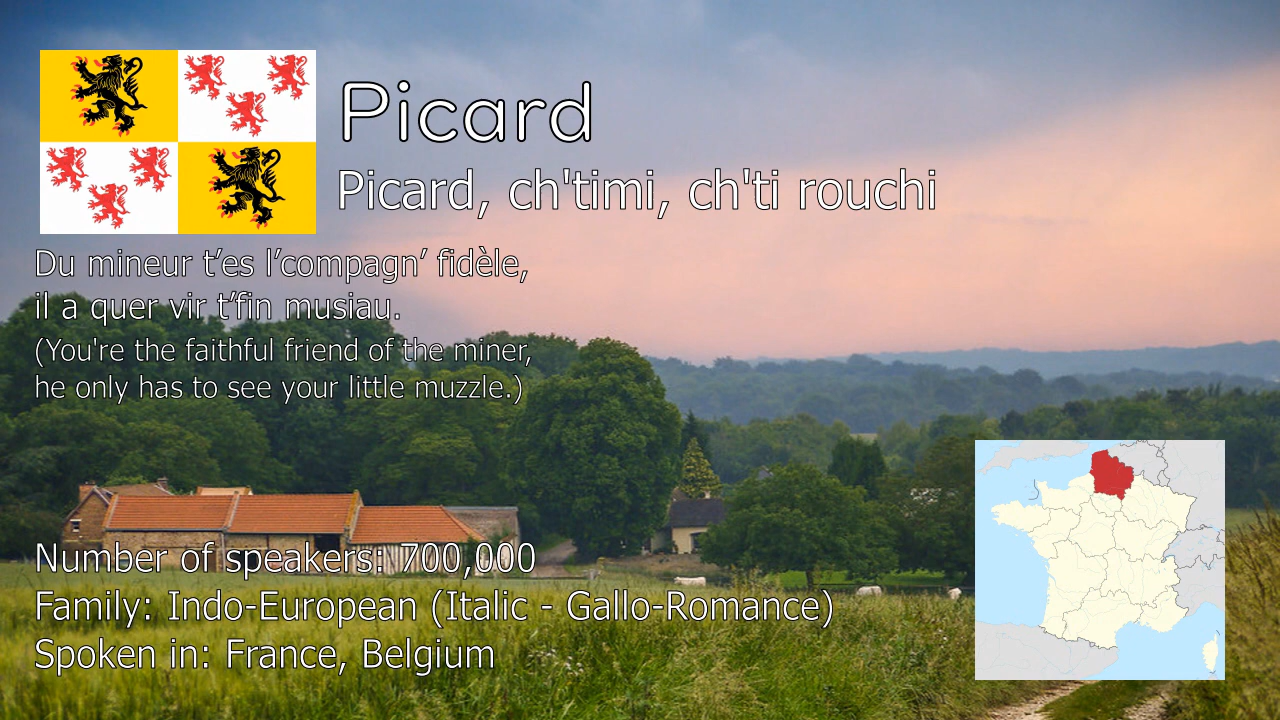 Picard
Picard, ch'timi, ch'ti rouchi
Du mineur t’es l’compagn’ fidèle,
il a quer vir t’fin musiau.
(You're the faithful friend of the miner,
he only has to see your little muzzle.)
Number of speakers: 700,000
Family: Indo-European (Italic - Gallo-Romance)
Spoken in: France, Belgium